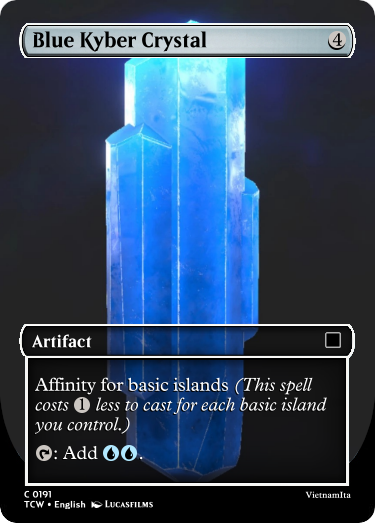 Blue Kyber Crystal 4
Artifact
Affinity for basic islands (This spell
costs 1 less to cast for each basic island
you control.)
: Add .
C 0191
TCW • English LUCASFILMS
VietnamIta